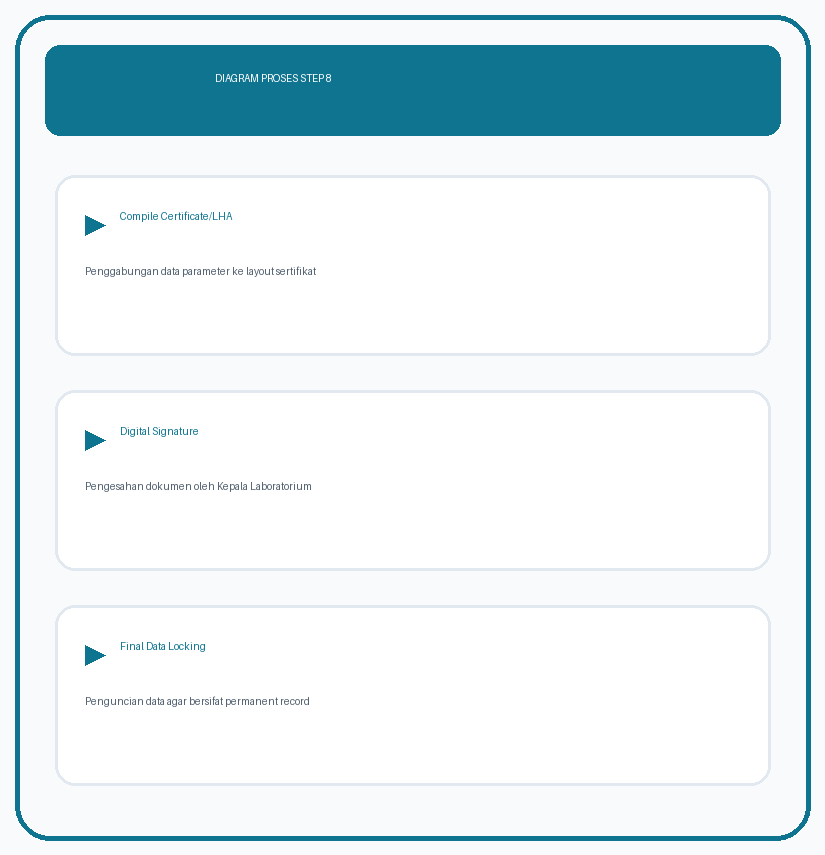 DIAGRAM PROSES STEP 8
Compile Certificate/LHA
Penggabungan data parameter ke layout sertifikat
Digital Signature
Pengesahan dokumen oleh Kepala Laboratorium
Final Data Locking
Penguncian data agar bersifat permanent record